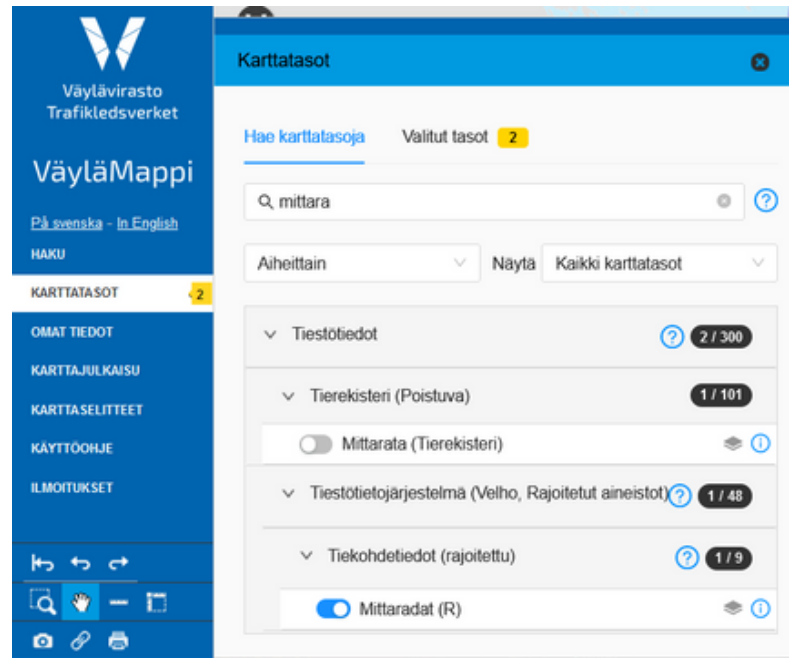 Väylävirasto
Trafikledsverket
VäyläMappi
På svenska - In English
HAKU
KARTTATASOT 2
OMAT TIEDOT
KARTTAJULKAISU
KARTTASELITTEET
KÄYTTÖOHJE
ILMOITUKSET
Karttatasot
Hae karttatasoja Valitut tasot 2
mittara
Aiheittain Näytä Kaikki karttatasot
Tiestötiedot 2 / 300
Tierekisteri (Poistuva) 1 / 101
Mittarata (Tierekisteri)
Tiestötietojärjestelmä (Velho, Rajoitetut aineistot) 1 / 48
Tiekohdetiedot (rajoitettu) 1 / 9
Mittaradat (R)